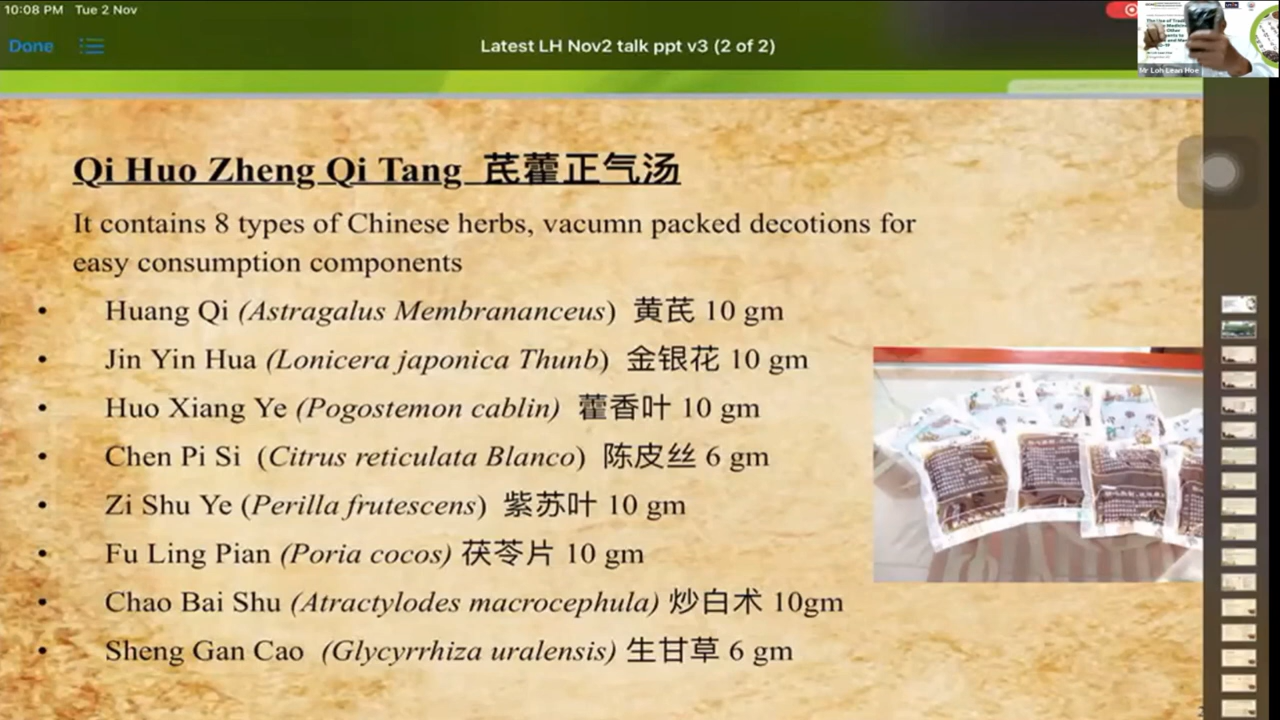 10:08 PM Tue 2 Nov
Done
Latest LH Nov2 talk ppt v3 (2 of 2)
Mr Loh Lean Hoe
Qi Huo Zheng Qi Tang 芪藿正气汤
It contains 8 types of Chinese herbs, vacumn packed decotions for
easy consumption components
• Huang Qi (Astragalus Membrananceus) 黄芪 10 gm
• Jin Yin Hua (Lonicera japonica Thunb) 金银花 10 gm
• Huo Xiang Ye (Pogostemon cablin) 藿香叶 10 gm
• Chen Pi Si (Citrus reticulata Blanco) 陈皮丝 6 gm
• Zi Shu Ye (Perilla frutescens) 紫苏叶 10 gm
• Fu Ling Pian (Poria cocos) 茯苓片 10 gm
• Chao Bai Shu (Atractylodes macrocephula) 炒白术 10gm
• Sheng Gan Cao (Glycyrrhiza uralensis) 生甘草 6 gm